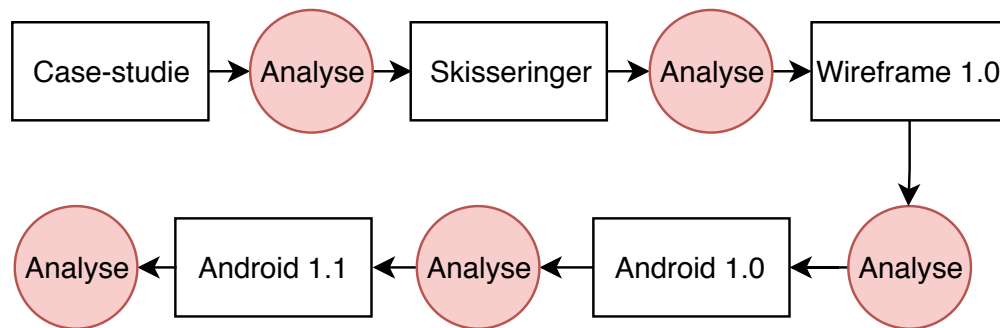 Case-studie
Analyse
Skisseringer
Analyse
Wireframe 1.0
Analyse
Android 1.0
Analyse
Android 1.1
Analyse